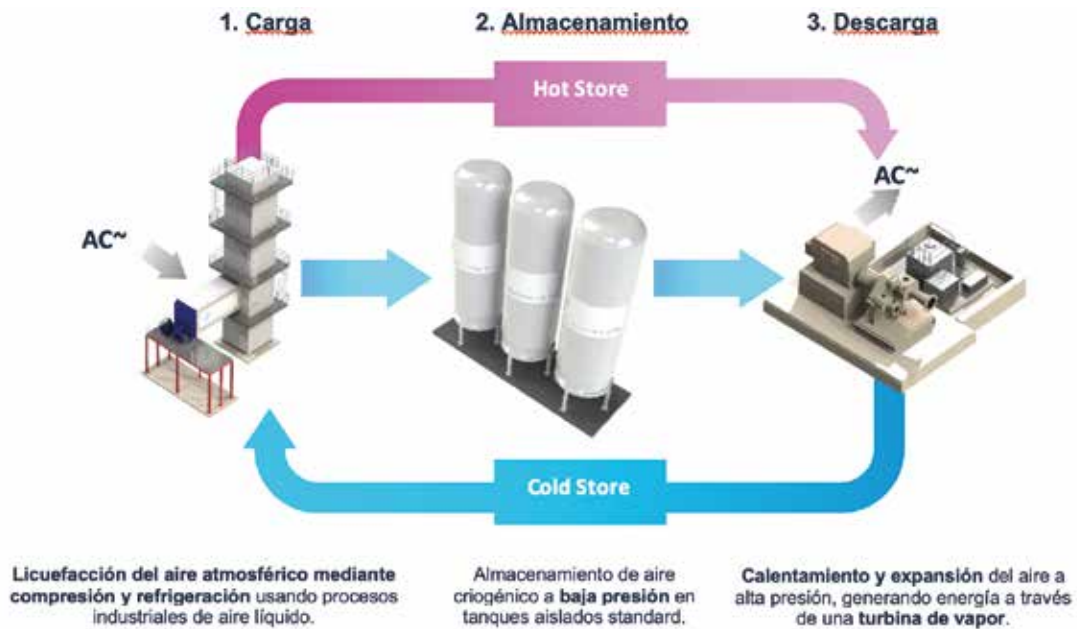 1. Carga
2. Almacenamiento
3. Descarga
Hot Store
AC~
AC~
Cold Store
Licuefacción del aire atmosférico mediante
compresión y refrigeración usando procesos
industriales de aire líquido.
Almacenamiento de aire
criogénico a baja presión en
tanques aislados standard.
Calentamiento y expansión del aire a
alta presión, generando energía a través
de una turbina de vapor.